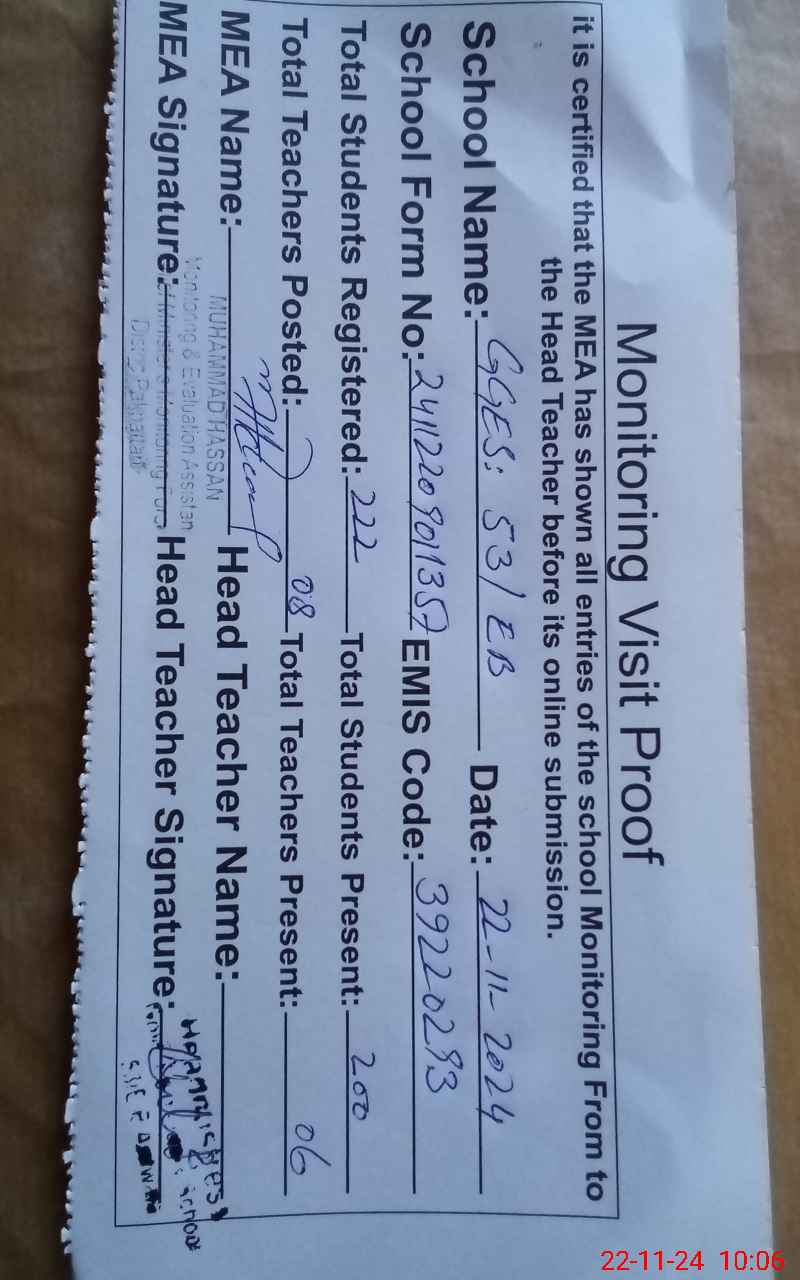 Monitoring Visit Proof
it is certified that the MEA has shown all entries of the school Monitoring From to
the Head Teacher before its online submission.
School Name: GGES: 53/EB Date: 22-11-2024
School Form No: 24112209011357 EMIS Code: 39220293
Total Students Registered: 222 Total Students Present: 200
Total Teachers Posted: 08 Total Teachers Present: 06
MEA Name: Head Teacher Name:
MUHAMMAD HASSAN
Monitoring & Evaluation Assistan
MEA Signature: Head Teacher Signature:
22-11-24 10:06